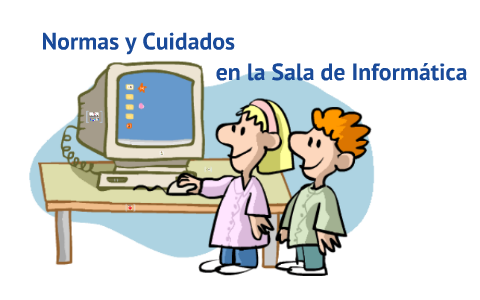 Normas y Cuidados
en la Sala de Informática